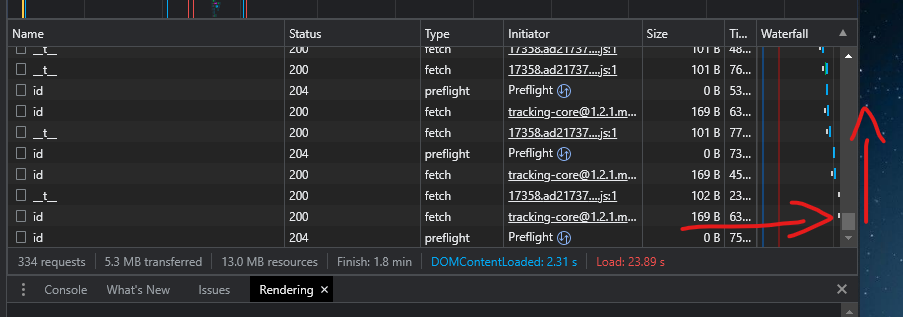 Name Status Type Initiator Size Ti... Waterfall
__t__ 200 fetch 17358.ad21737....js:1 101 B 48...
__t__ 200 fetch 17358.ad21737....js:1 101 B 76...
id 204 preflight Preflight 0 B 53...
id 200 fetch tracking-core@1.2.1.m... 169 B 63...
__t__ 200 fetch 17358.ad21737....js:1 101 B 77...
id 204 preflight Preflight 0 B 73...
id 200 fetch tracking-core@1.2.1.m... 169 B 45...
__t__ 200 fetch 17358.ad21737....js:1 102 B 23...
id 200 fetch tracking-core@1.2.1.m... 169 B 63...
id 204 preflight Preflight 0 B 75...
334 requests 5.3 MB transferred 13.0 MB resources Finish: 1.8 min DOMContentLoaded: 2.31 s Load: 23.89 s
Console What's New Issues Rendering